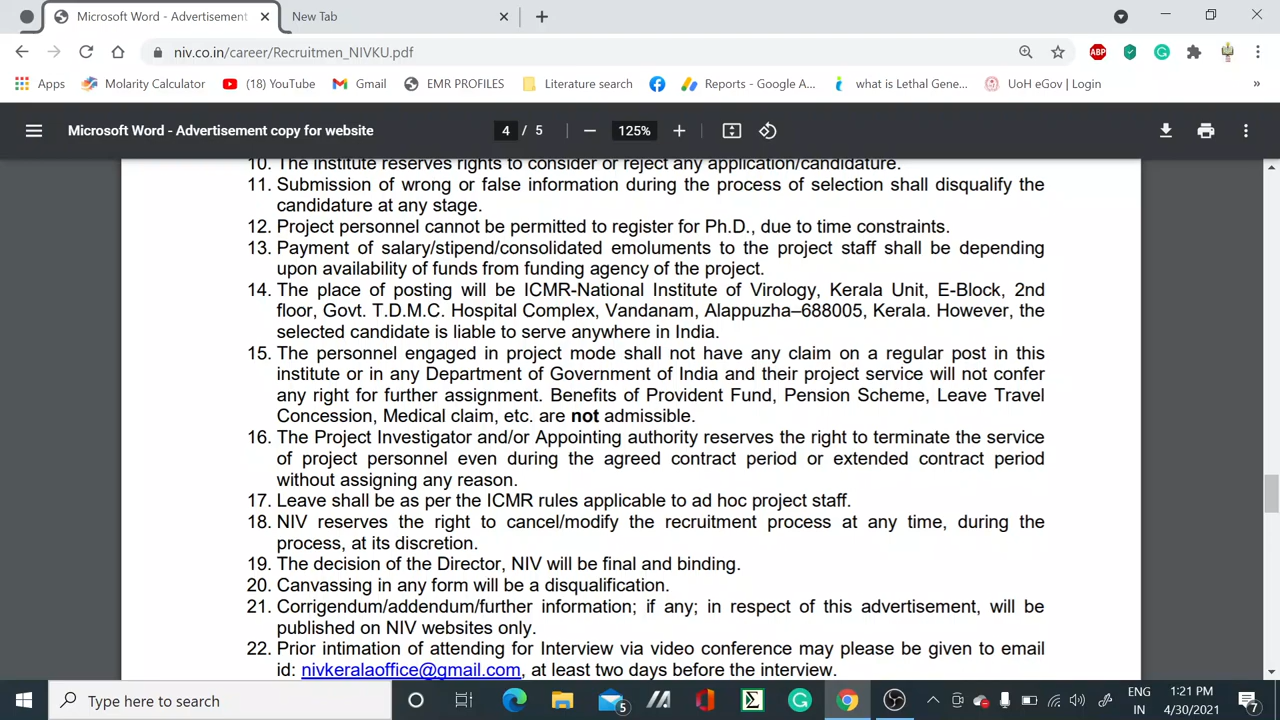 Microsoft Word - Advertisement
New Tab
niv.co.in/career/Recruitmen_NIVKU.pdf
ABP
Apps
Molarity Calculator
(18) YouTube
Gmail
EMR PROFILES
Literature search
Reports - Google A...
what is Lethal Gene...
UoH eGov | Login
»
Microsoft Word - Advertisement copy for website
4 / 5
125%
10. The institute reserves rights to consider or reject any application/candidature.
11. Submission of wrong or false information during the process of selection shall disqualify the
candidature at any stage.
12. Project personnel cannot be permitted to register for Ph.D., due to time constraints.
13. Payment of salary/stipend/consolidated emoluments to the project staff shall be depending
upon availability of funds from funding agency of the project.
14. The place of posting will be ICMR-National Institute of Virology, Kerala Unit, E-Block, 2nd
floor, Govt. T.D.M.C. Hospital Complex, Vandanam, Alappuzha–688005, Kerala. However, the
selected candidate is liable to serve anywhere in India.
15. The personnel engaged in project mode shall not have any claim on a regular post in this
institute or in any Department of Government of India and their project service will not confer
any right for further assignment. Benefits of Provident Fund, Pension Scheme, Leave Travel
Concession, Medical claim, etc. are not admissible.
16. The Project Investigator and/or Appointing authority reserves the right to terminate the service
of project personnel even during the agreed contract period or extended contract period
without assigning any reason.
17. Leave shall be as per the ICMR rules applicable to ad hoc project staff.
18. NIV reserves the right to cancel/modify the recruitment process at any time, during the
process, at its discretion.
19. The decision of the Director, NIV will be final and binding.
20. Canvassing in any form will be a disqualification.
21. Corrigendum/addendum/further information; if any; in respect of this advertisement, will be
published on NIV websites only.
22. Prior intimation of attending for Interview via video conference may please be given to email
id: nivkeralaoffice@gmail.com, at least two days before the interview.
Type here to search
5
ENG
IN
1:21 PM
4/30/2021
7